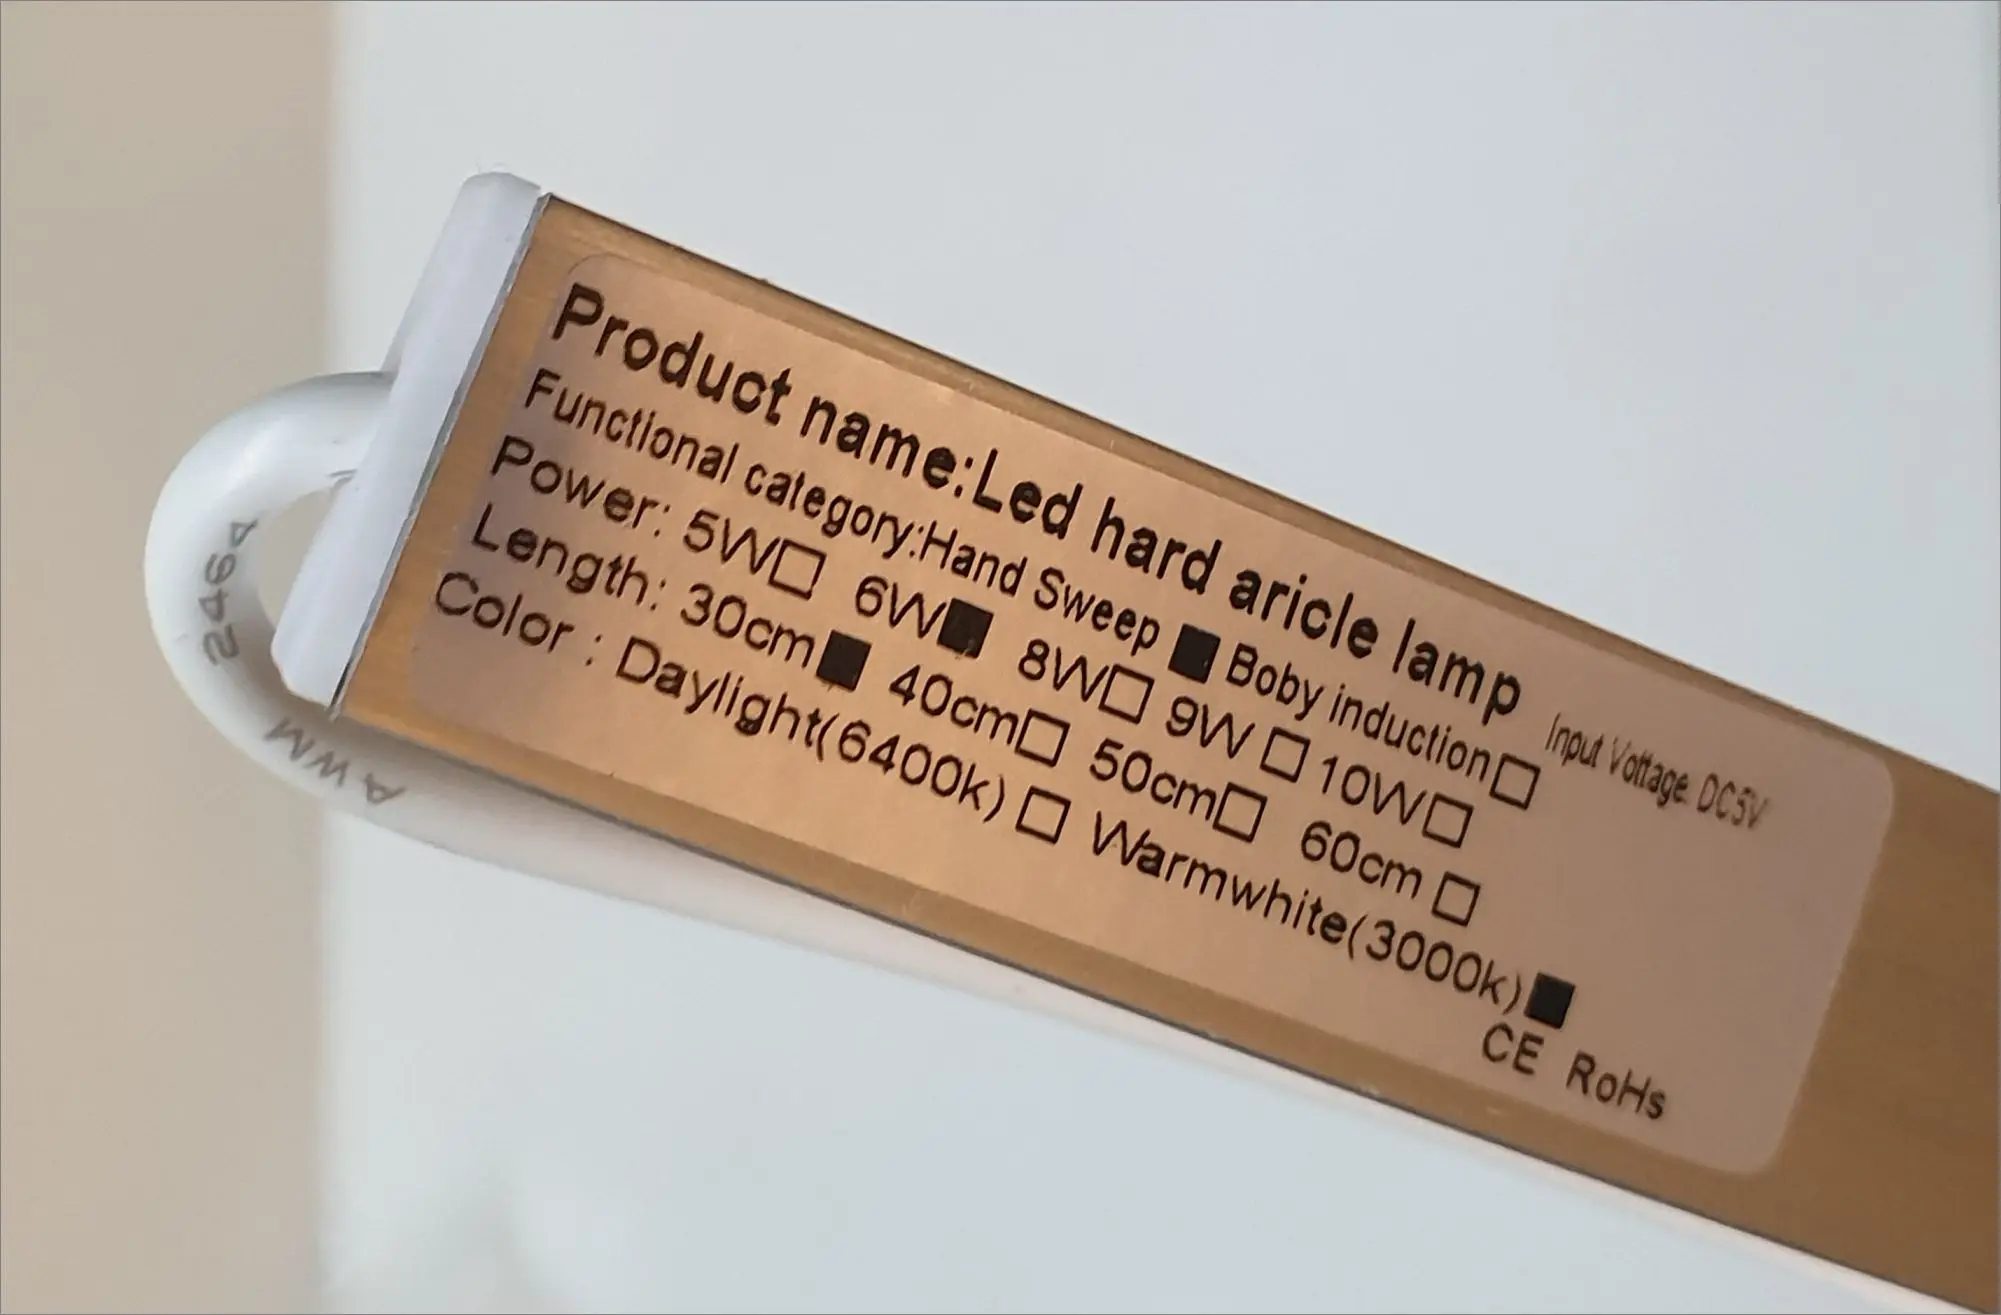 Product name:Led hard aricle lamp
Functional category:Hand Sweep ■ Boby induction□ Input Vottage. DC5V
Power: 5W□ 6W■ 8W□ 9W □ 10W□
Length: 30cm■ 40cm□ 50cm□ 60cm □
Color : Daylight(6400k) □ Warmwhite(3000k)■
CE RoHs
AWM 2464